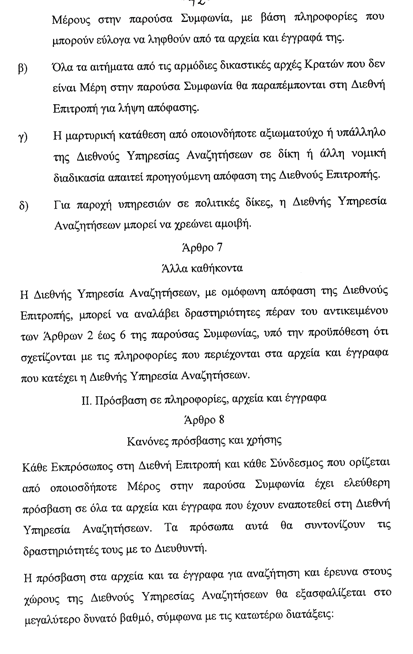 Μέρους στην παρούσα Συμφωνία, με βάση πληροφορίες που
μπορούν εύλογα να ληφθούν από τα αρχεία και έγγραφά της.
β) Όλα τα αιτήματα από τις αρμόδιες δικαστικές αρχές Κρατών που δεν
είναι Μέρη στην παρούσα Συμφωνία θα παραπέμπονται στη Διεθνή
Επιτροπή για λήψη απόφασης.
γ) Η μαρτυρική κατάθεση από οποιονδήποτε αξιωματούχο ή υπάλληλο
της Διεθνούς Υπηρεσίας Αναζητήσεων σε δίκη ή άλλη νομική
διαδικασία απαιτεί προηγούμενη απόφαση της Διεθνούς Επιτροπής.
δ) Για παροχή υπηρεσιών σε πολιτικές δίκες, η Διεθνής Υπηρεσία
Αναζητήσεων μπορεί να χρεώνει αμοιβή.
Άρθρο 7
Άλλα καθήκοντα
Η Διεθνής Υπηρεσία Αναζητήσεων, με ομόφωνη απόφαση της Διεθνούς
Επιτροπής, μπορεί να αναλάβει δραστηριότητες πέραν του αντικειμένου
των Άρθρων 2 έως 6 της παρούσας Συμφωνίας, υπό την προϋπόθεση ότι
σχετίζονται με τις πληροφορίες που περιέχονται στα αρχεία και έγγραφα
που κατέχει η Διεθνής Υπηρεσία Αναζητήσεων.
ΙΙ. Πρόσβαση σε πληροφορίες, αρχεία και έγγραφα
Άρθρο 8
Κανόνες πρόσβασης και χρήσης
Κάθε Εκπρόσωπος στη Διεθνή Επιτροπή και κάθε Σύνδεσμος που ορίζεται
από οποιοσδήποτε Μέρος στην παρούσα Συμφωνία έχει ελεύθερη
πρόσβαση σε όλα τα αρχεία και έγγραφα που έχουν εναποτεθεί στη Διεθνή
Υπηρεσία Αναζητήσεων. Τα πρόσωπα αυτά θα συντονίζουν τις
δραστηριότητές τους με το Διευθυντή.
Η πρόσβαση στα αρχεία και τα έγγραφα για αναζήτηση και έρευνα στους
χώρους της Διεθνούς Υπηρεσίας Αναζητήσεων θα εξασφαλίζεται στο
μεγαλύτερο δυνατό βαθμό, σύμφωνα με τις κατωτέρω διατάξεις: